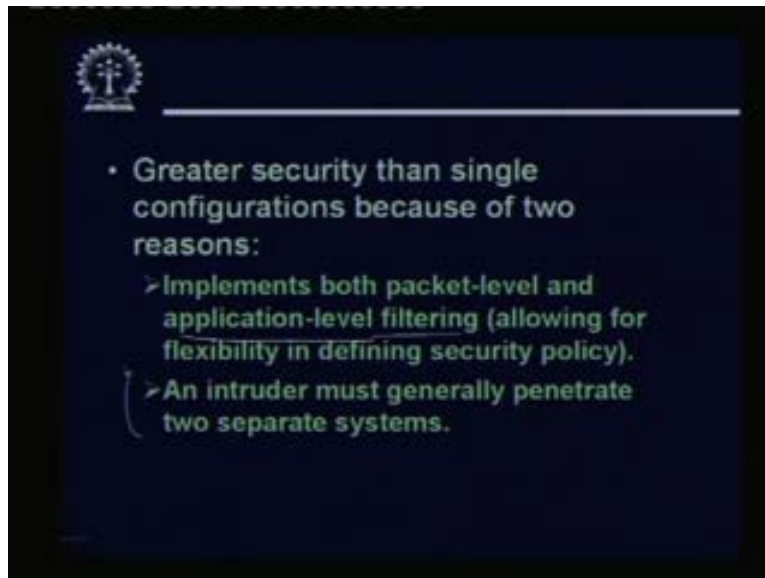 • Greater security than single
configurations because of two
reasons:
➢Implements both packet-level and
application-level filtering (allowing for
flexibility in defining security policy).
➢An intruder must generally penetrate
two separate systems.